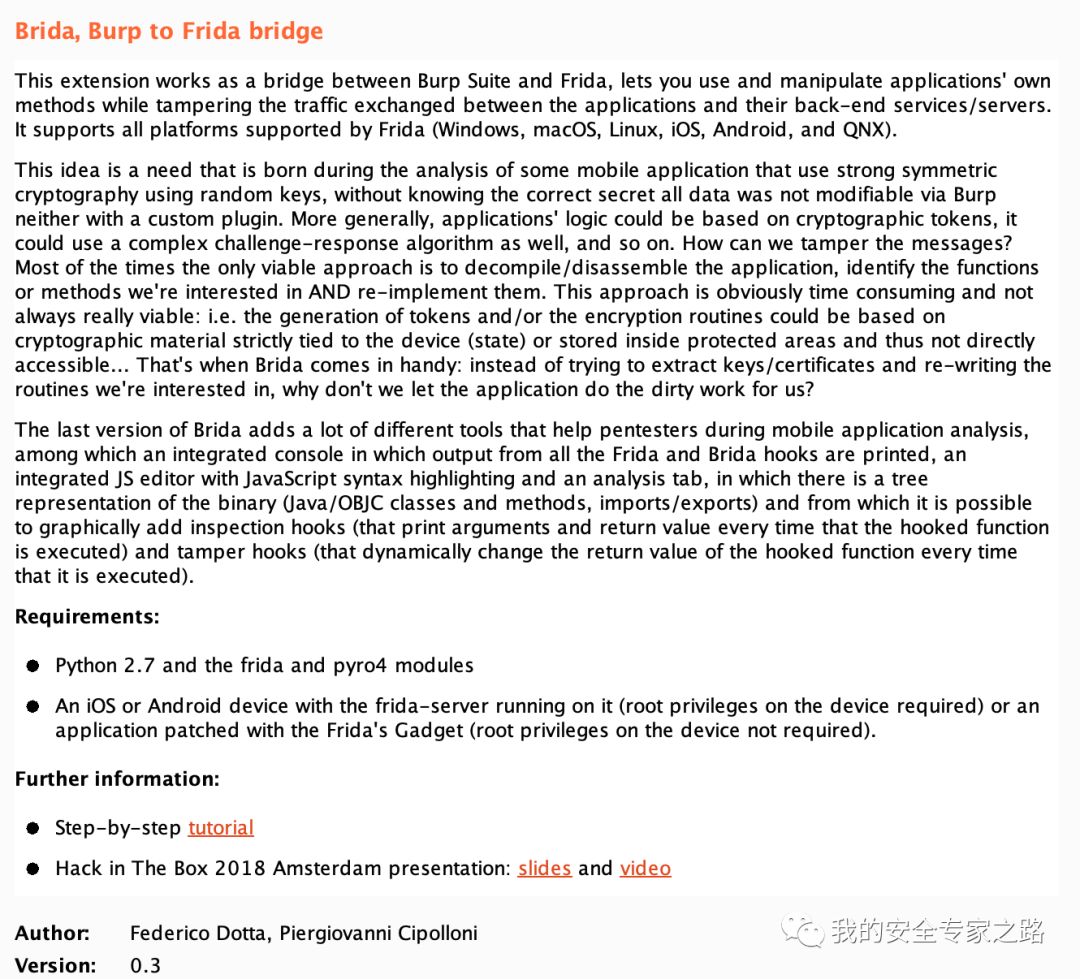 Brida, Burp to Frida bridge
This extension works as a bridge between Burp Suite and Frida, lets you use and manipulate applications' own
methods while tampering the traffic exchanged between the applications and their back-end services/servers.
It supports all platforms supported by Frida (Windows, macOS, Linux, iOS, Android, and QNX).
This idea is a need that is born during the analysis of some mobile application that use strong symmetric
cryptography using random keys, without knowing the correct secret all data was not modifiable via Burp
neither with a custom plugin. More generally, applications' logic could be based on cryptographic tokens, it
could use a complex challenge-response algorithm as well, and so on. How can we tamper the messages?
Most of the times the only viable approach is to decompile/disassemble the application, identify the functions
or methods we're interested in AND re-implement them. This approach is obviously time consuming and not
always really viable: i.e. the generation of tokens and/or the encryption routines could be based on
cryptographic material strictly tied to the device (state) or stored inside protected areas and thus not directly
accessible... That's when Brida comes in handy: instead of trying to extract keys/certificates and re-writing the
routines we're interested in, why don't we let the application do the dirty work for us?
The last version of Brida adds a lot of different tools that help pentesters during mobile application analysis,
among which an integrated console in which output from all the Frida and Brida hooks are printed, an
integrated JS editor with JavaScript syntax highlighting and an analysis tab, in which there is a tree
representation of the binary (Java/OBJC classes and methods, imports/exports) and from which it is possible
to graphically add inspection hooks (that print arguments and return value every time that the hooked function
is executed) and tamper hooks (that dynamically change the return value of the hooked function every time
that it is executed).
Requirements:
● Python 2.7 and the frida and pyro4 modules
● An iOS or Android device with the frida-server running on it (root privileges on the device required) or an
application patched with the Frida's Gadget (root privileges on the device not required).
Further information:
● Step-by-step tutorial
● Hack in The Box 2018 Amsterdam presentation: slides and video
Author: Federico Dotta, Piergiovanni Cipolloni
Version: 0.3
我的安全专家之路